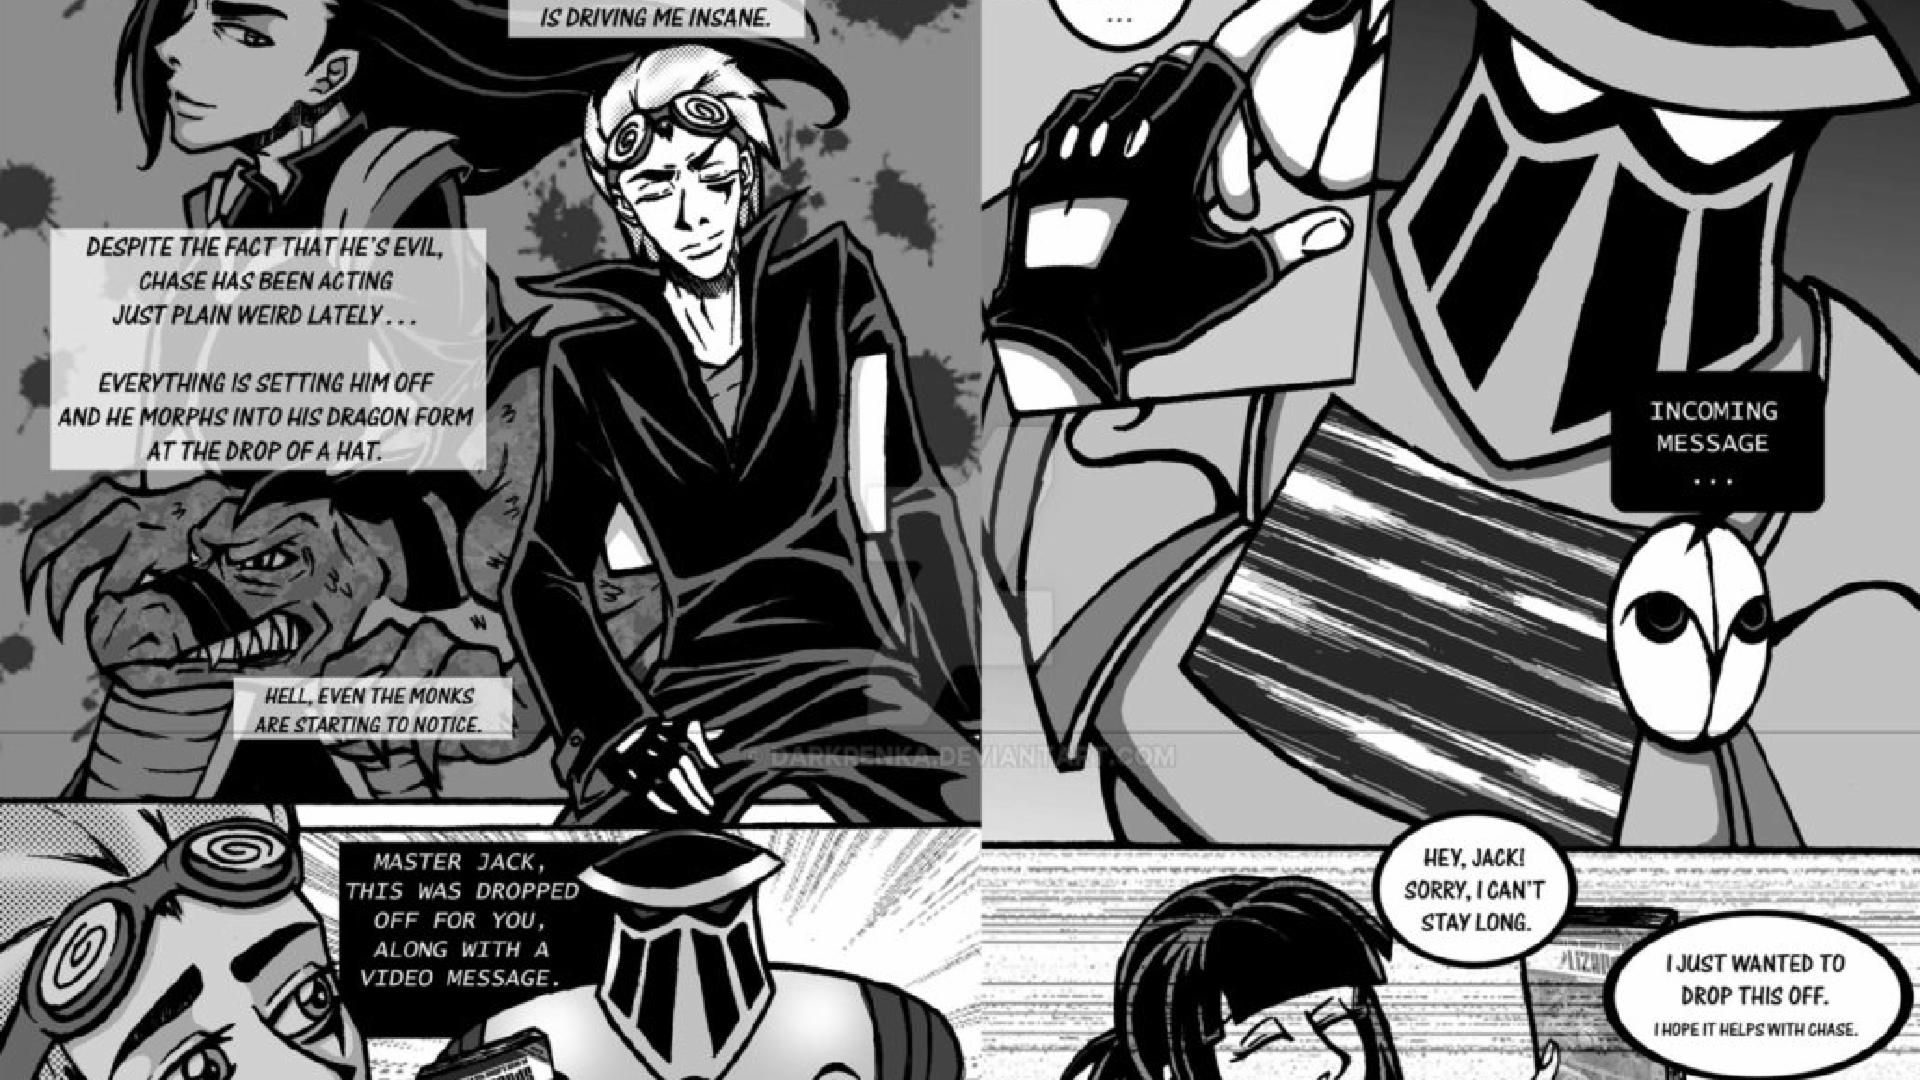 IS DRIVING ME INSANE.
DESPITE THE FACT THAT HE'S EVIL,
CHASE HAS BEEN ACTING
JUST PLAIN WEIRD LATELY...
EVERYTHING IS SETTING HIM OFF
AND HE MORPHS INTO HIS DRAGON FORM
AT THE DROP OF A HAT.
HELL, EVEN THE MONKS
ARE STARTING TO NOTICE.
MASTER JACK,
THIS WAS DROPPED
OFF FOR YOU,
ALONG WITH A
VIDEO MESSAGE.
...
INCOMING
MESSAGE
...
HEY, JACK!
SORRY, I CAN'T
STAY LONG.
I JUST WANTED TO
DROP THIS OFF.
I HOPE IT HELPS WITH CHASE.
© DARKRENKA.DEVIANTART.COM